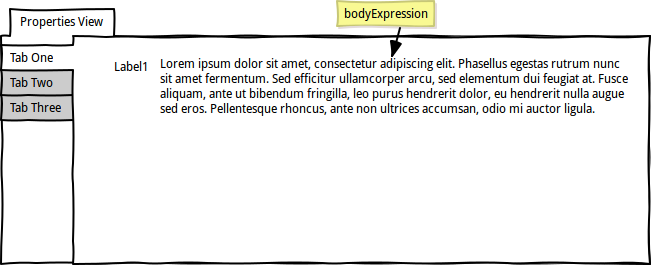 bodyExpression
Properties View
Tab One
Tab Two
Tab Three
Label1
Lorem ipsum dolor sit amet, consectetur adipiscing elit. Phasellus egestas rutrum nunc
sit amet fermentum. Sed efficitur ullamcorper arcu, sed elementum dui feugiat at. Fusce
aliquam, ante ut bibendum fringilla, leo purus hendrerit dolor, eu hendrerit nulla augue
sed eros. Pellentesque rhoncus, ante non ultrices accumsan, odio mi auctor ligula.